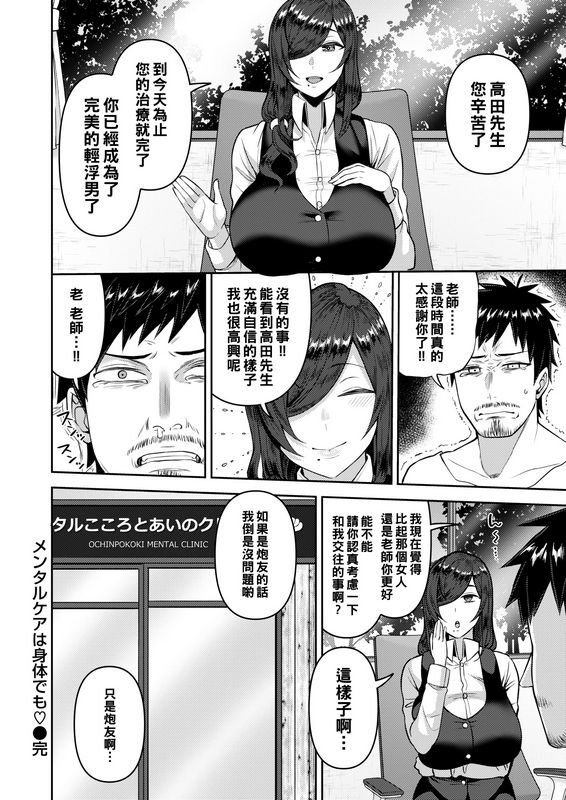 高田先生
您辛苦了
到今天為止
您的治療就完了
你已經成為了
完美的輕浮男了
老師……
這段時間真的
太感謝你了!!
沒有的事!!
能看到高田先生
充滿自信的樣子
我也很高興呢
老 老師
…!!
我現在覺得
比起那個女人
還是老師你更好
能不能
請你認真考慮一下
和我交往的事啊?
ん〜…
這樣子啊…
タルこころとあいのクリ
OCHINPOKOKI MENTAL CLINIC
如果是炮友的話
我倒是沒問題喲
只是炮友啊…
メンタルケアは身体でも♡●完